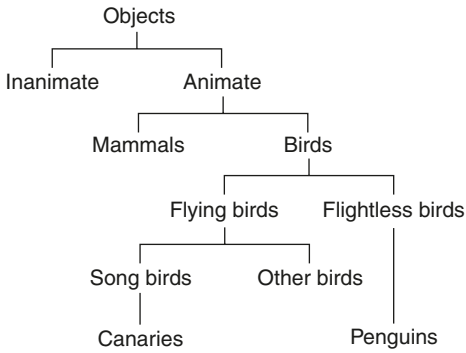 Objects
Inanimate Animate
Mammals Birds
Flying birds Flightless birds
Song birds Other birds
Canaries Penguins